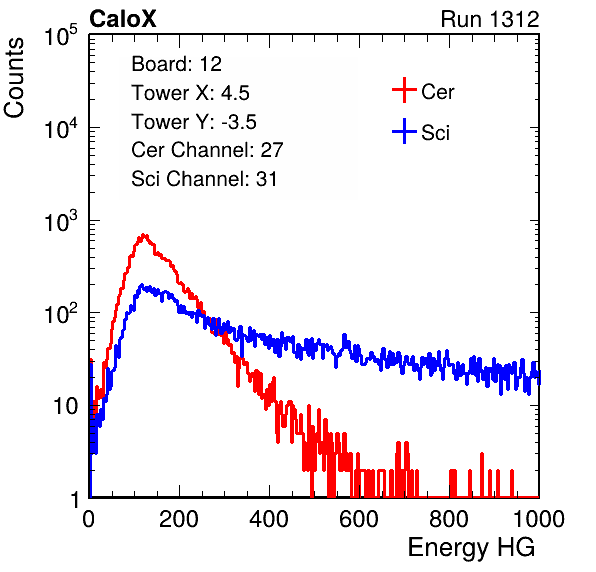 CaloX Run 1312
Board: 12
Tower X: 4.5
Tower Y: -3.5
Cer Channel: 27
Sci Channel: 31
Cer
Sci
Counts
10^5
10^4
10^3
10^2
10
1
0 200 400 600 800 1000
Energy HG